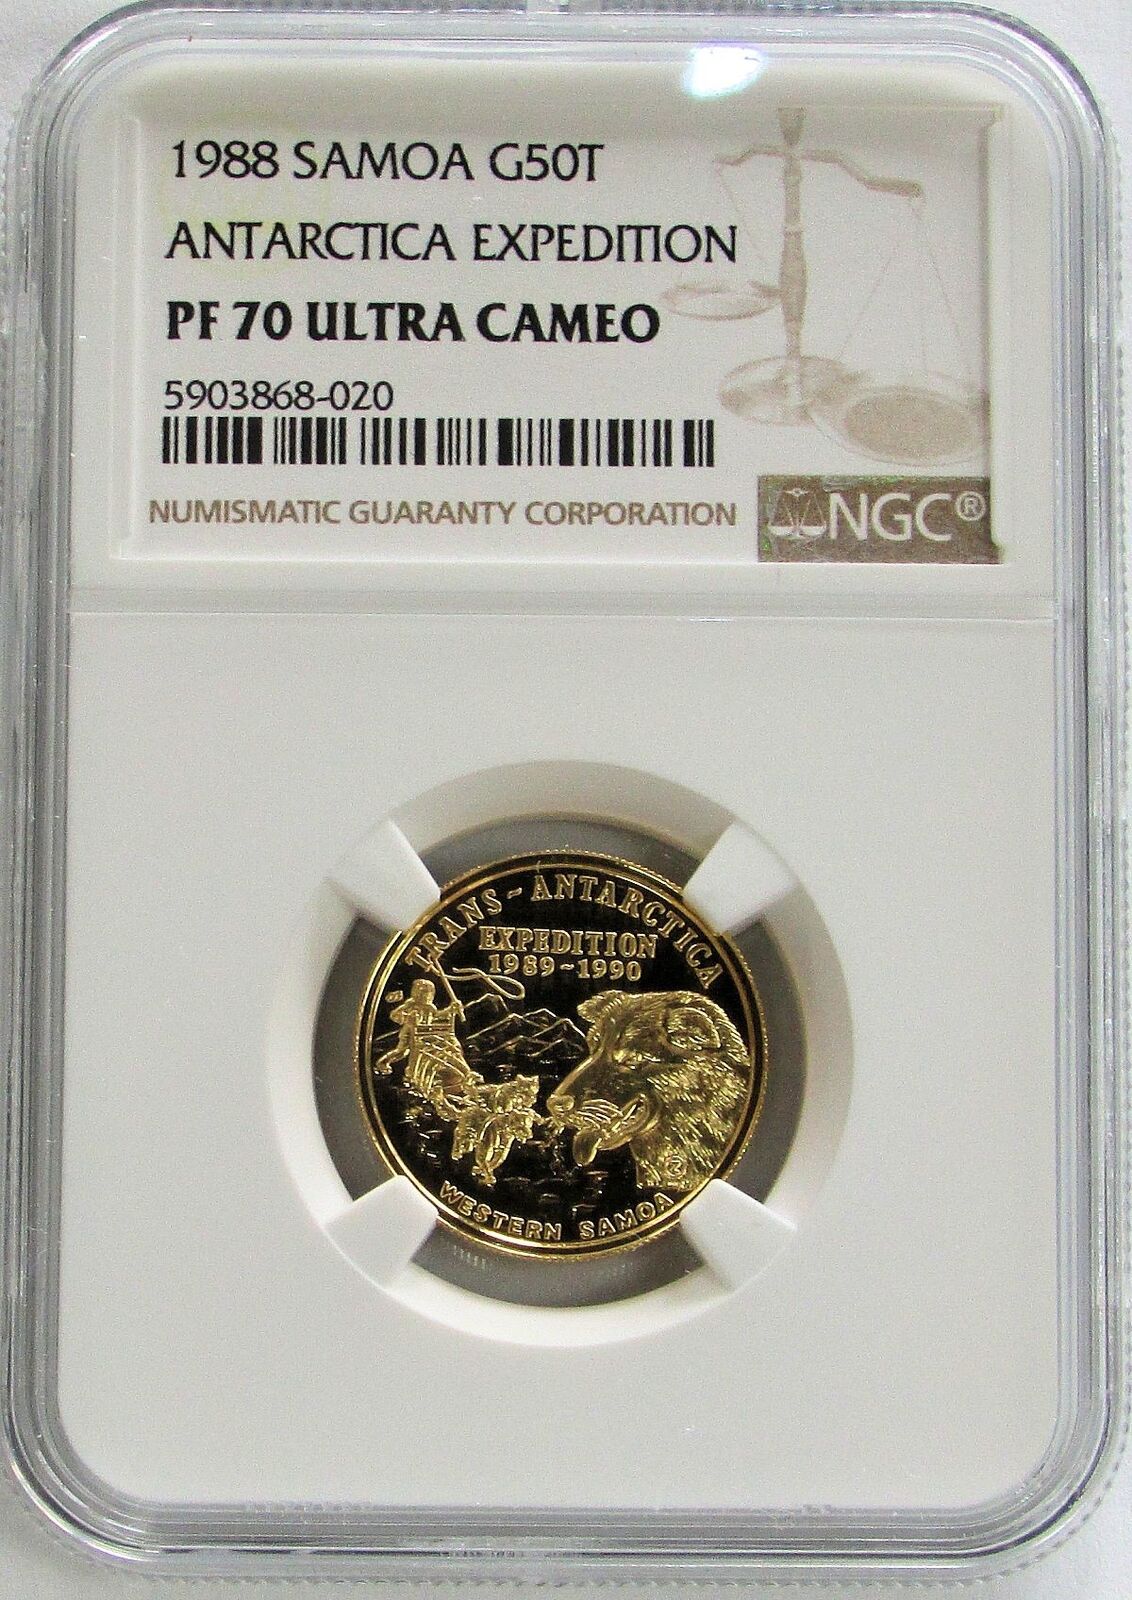 1988 SAMOA G50T
ANTARCTICA EXPEDITION
PF 70 ULTRA CAMEO
5903868-020
NUMISMATIC GUARANTY CORPORATION
NGC®
TRANS-ANTARCTICA
EXPEDITION
1989-1990
WESTERN SAMOA